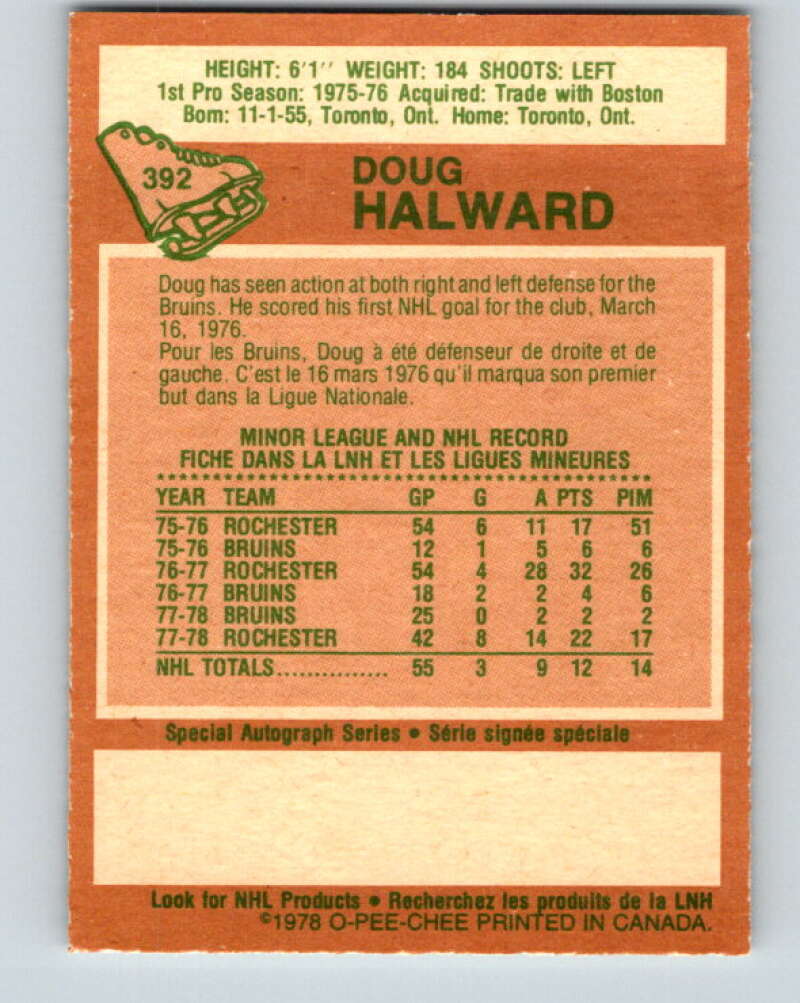 HEIGHT: 6'1'' WEIGHT: 184 SHOOTS: LEFT
1st Pro Season: 1975-76 Acquired: Trade with Boston
Born: 11-1-55, Toronto, Ont. Home: Toronto, Ont.
392
DOUG
HALWARD
Doug has seen action at both right and left defense for the
Bruins. He scored his first NHL goal for the club, March
16, 1976.
Pour les Bruins, Doug à été défenseur de droite et de
gauche. C'est le 16 mars 1976 qu'il marqua son premier
but dans la Ligue Nationale.
MINOR LEAGUE AND NHL RECORD
FICHE DANS LA LNH ET LES LIGUES MINEURES
YEAR TEAM GP G A PTS PIM
75-76 ROCHESTER 54 6 11 17 51
75-76 BRUINS 12 1 5 6 6
76-77 ROCHESTER 54 4 28 32 26
76-77 BRUINS 18 2 2 4 6
77-78 BRUINS 25 0 2 2 2
77-78 ROCHESTER 42 8 14 22 17
NHL TOTALS............... 55 3 9 12 14
Special Autograph Series • Série signée spéciale
Look for NHL Products • Recherchez les produits de la LNH
©1978 O-PEE-CHEE PRINTED IN CANADA.